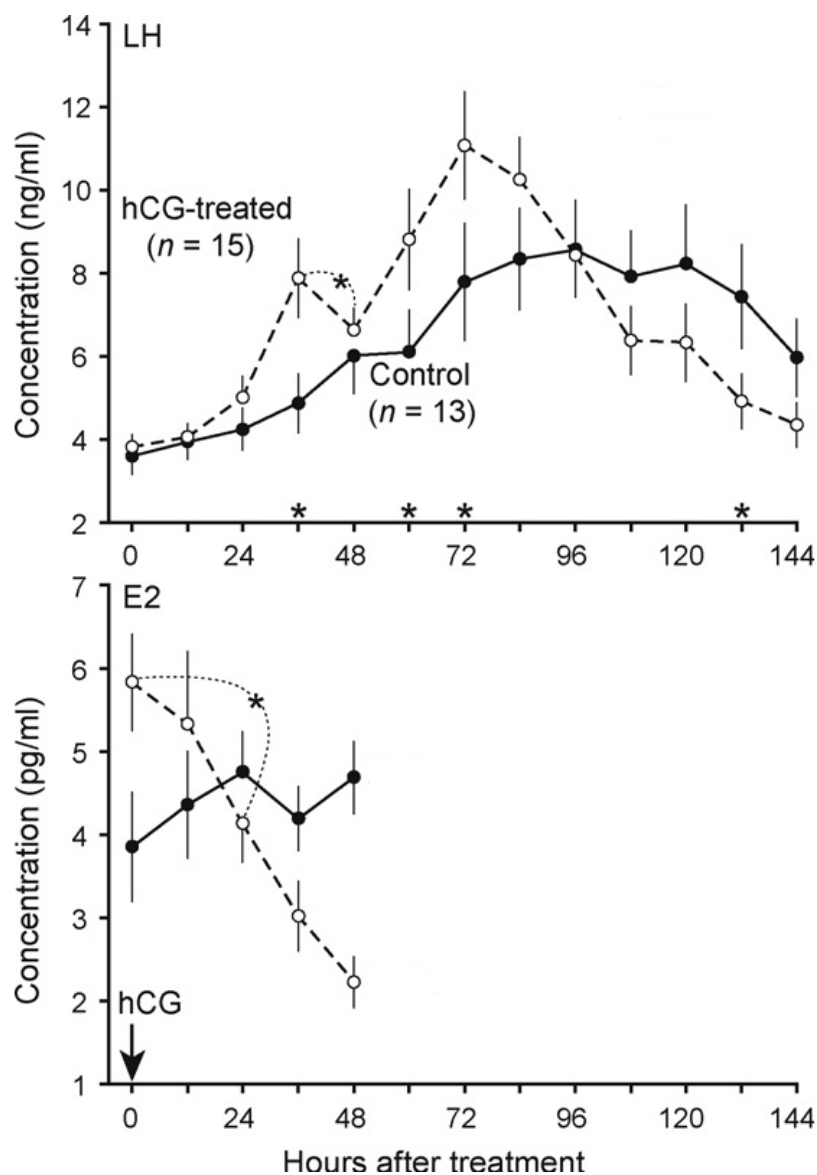 14
LH
12
10
8
6
4
2
Concentration (ng/ml)
hCG-treated
(n = 15)
*
Control
(n = 13)
* * * *
0 24 48 72 96 120 144
7
E2
6
5
4
3
2
1
Concentration (pg/ml)
*
hCG
0 24 48 72 96 120 144
Hours after treatment